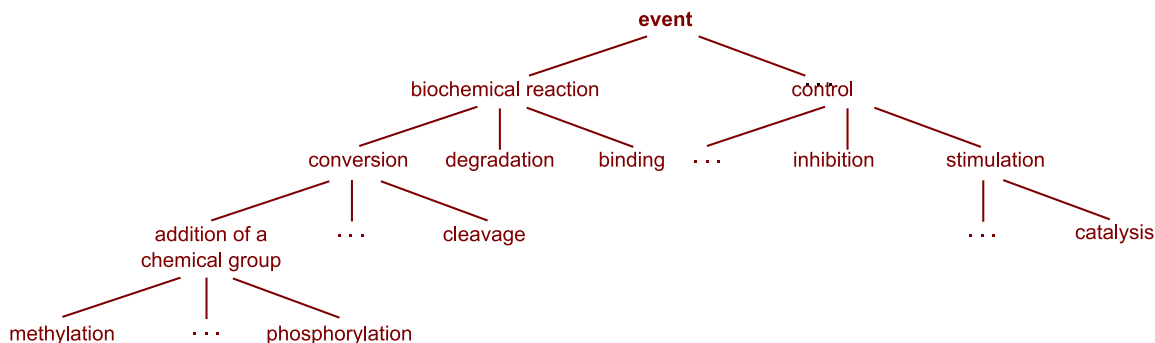 event
biochemical reaction
control
. . .
conversion
degradation
binding
. . .
inhibition
stimulation
addition of a
chemical group
. . .
cleavage
. . .
catalysis
methylation
. . .
phosphorylation